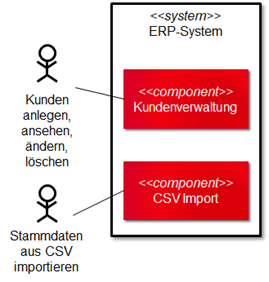 <<system>>
ERP-System
<<component>>
Kundenverwaltung
Kunden
anlegen,
ansehen,
ändern,
löschen
<<component>>
CSV Import
Stammdaten
aus CSV
importieren